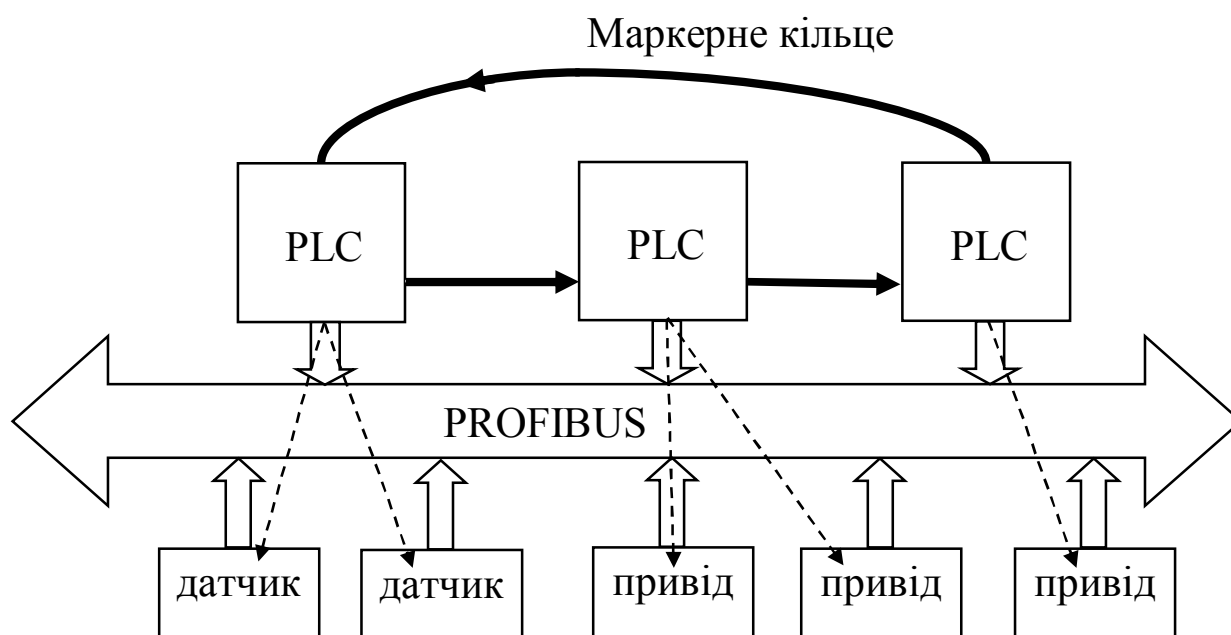 Маркерне кільце
PLC
PLC
PLC
PROFIBUS
датчик
датчик
привід
привід
привід